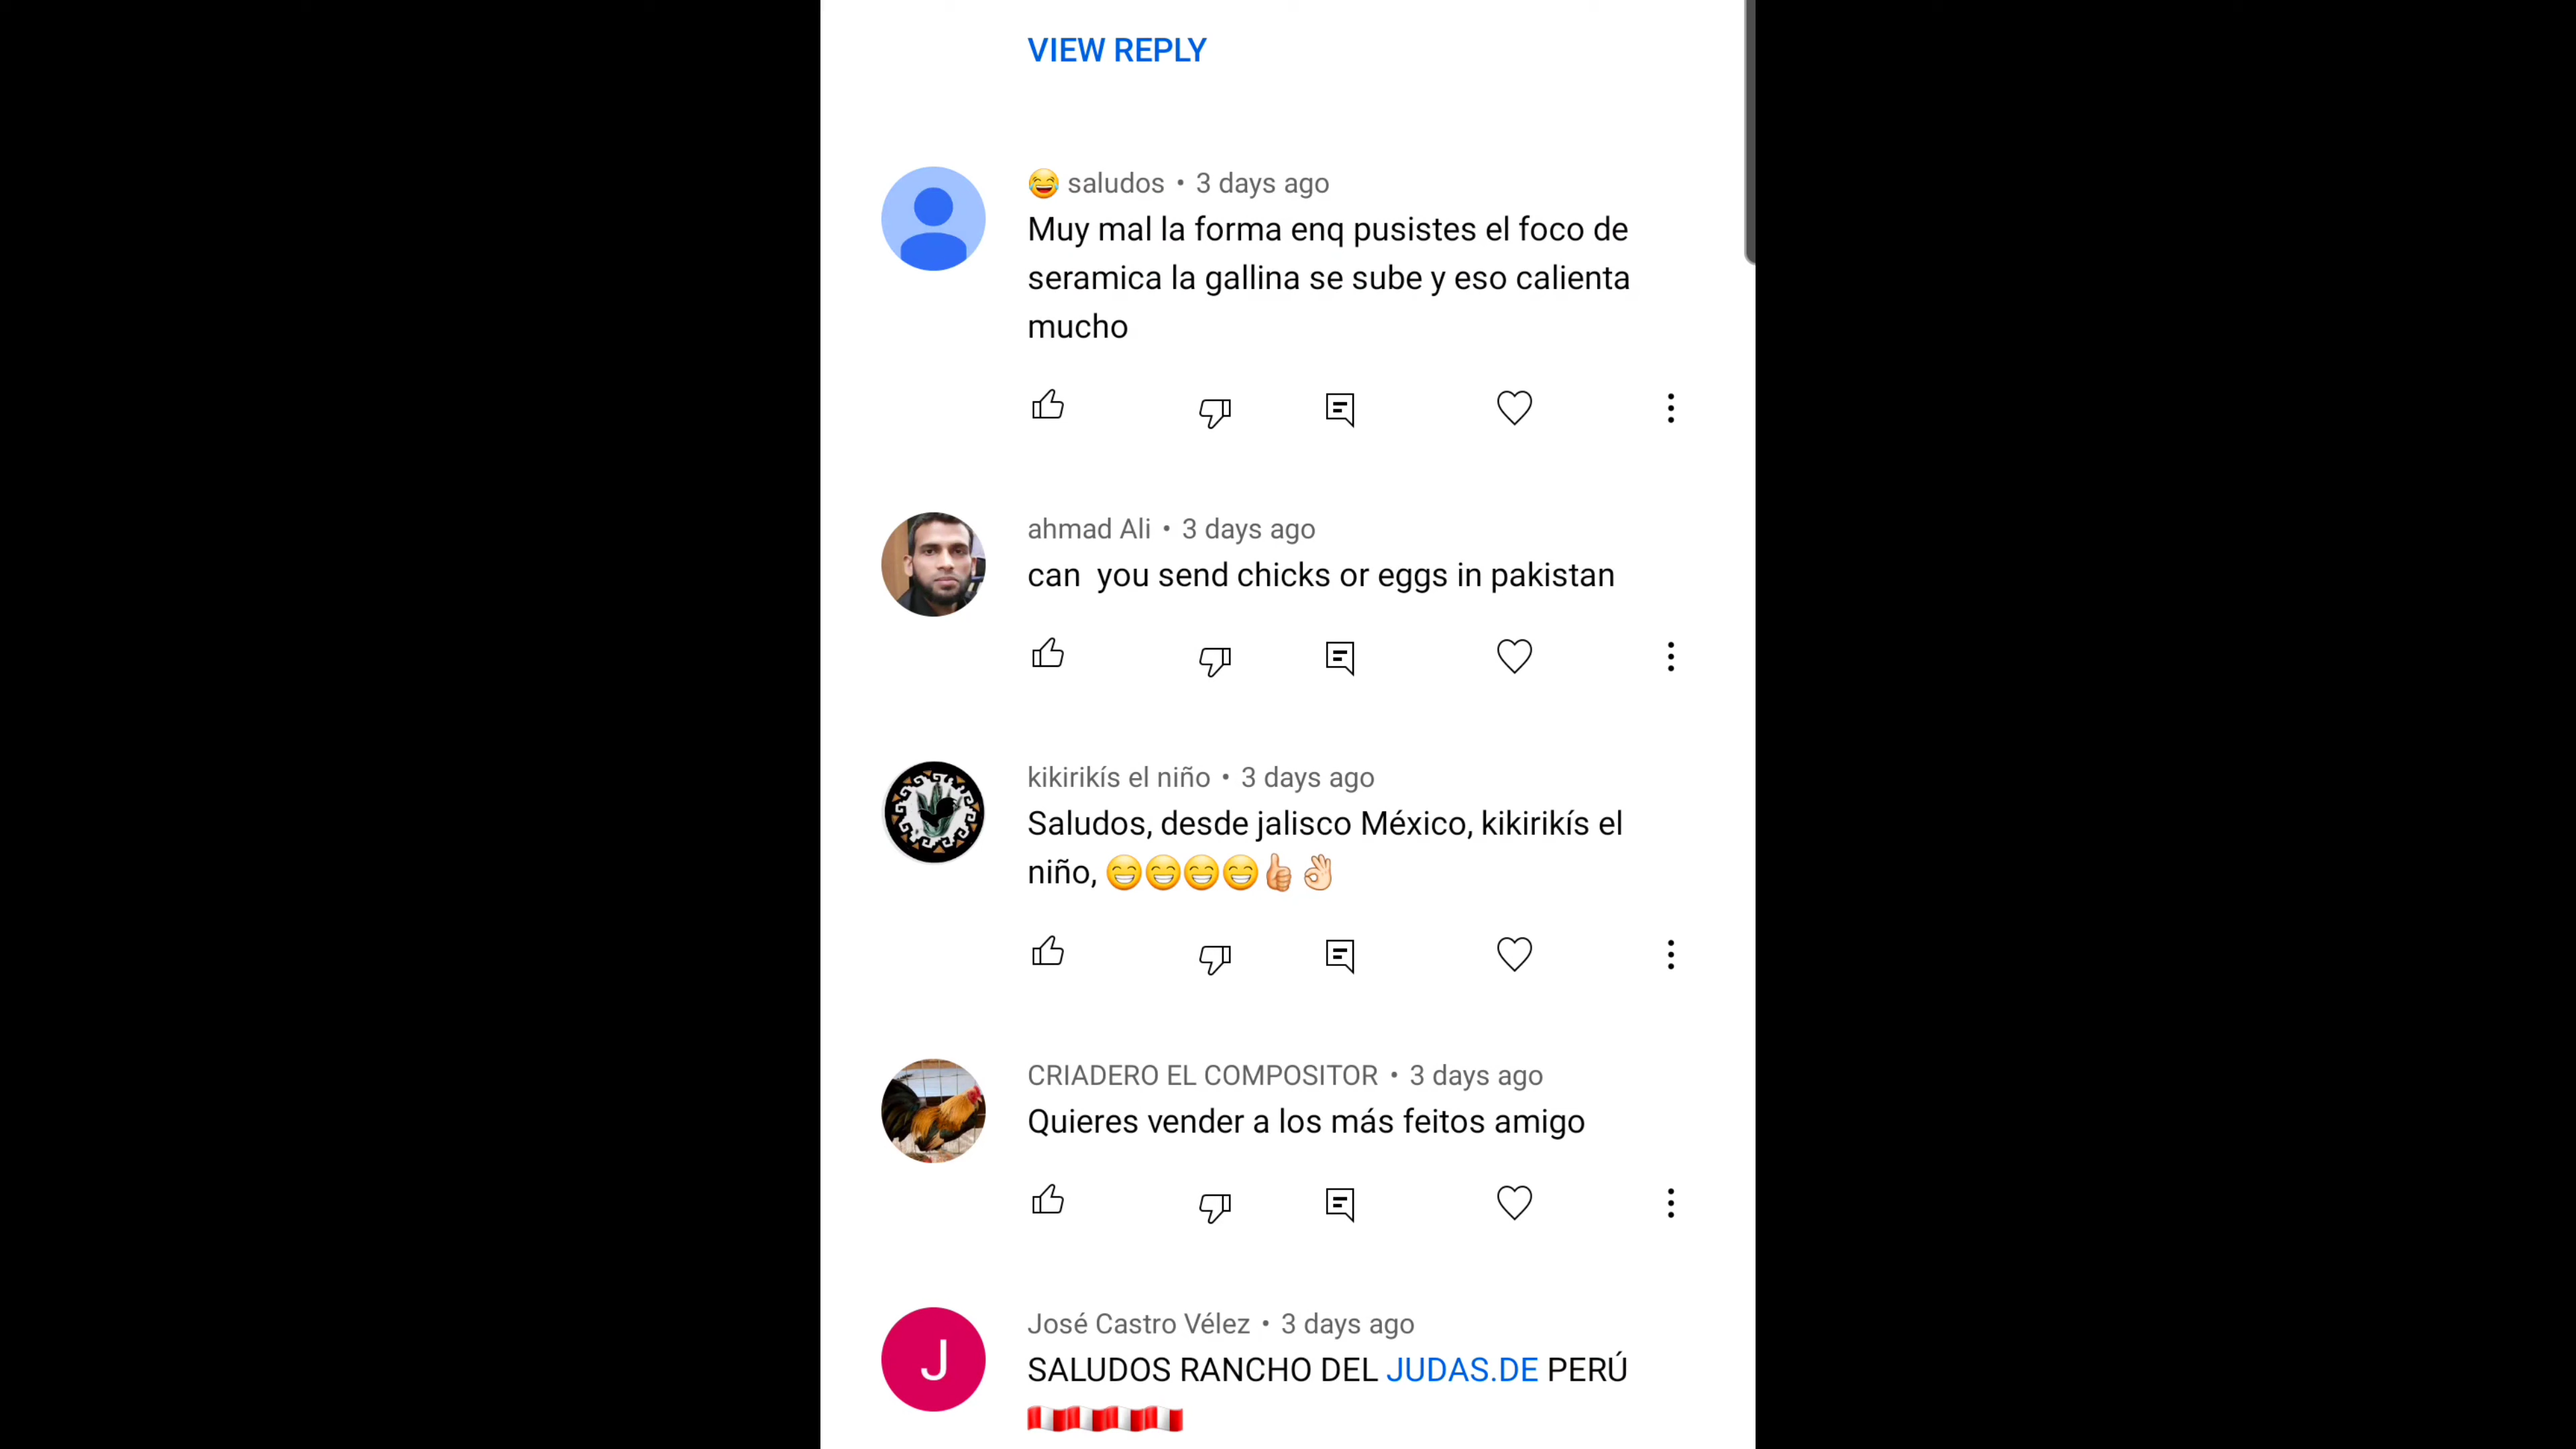 VIEW REPLY
😂 saludos • 3 days ago
Muy mal la forma enq pusistes el foco de
seramica la gallina se sube y eso calienta
mucho
ahmad Ali • 3 days ago
can  you send chicks or eggs in pakistan
kikirikís el niño • 3 days ago
Saludos, desde jalisco México, kikirikís el
niño, 😁😁😁😁👍🏻👌🏻
CRIADERO EL COMPOSITOR • 3 days ago
Quieres vender a los más feitos amigo
J
José Castro Vélez • 3 days ago
SALUDOS RANCHO DEL JUDAS.DE PERÚ
🇵🇪🇵🇪🇵🇪🇵🇪